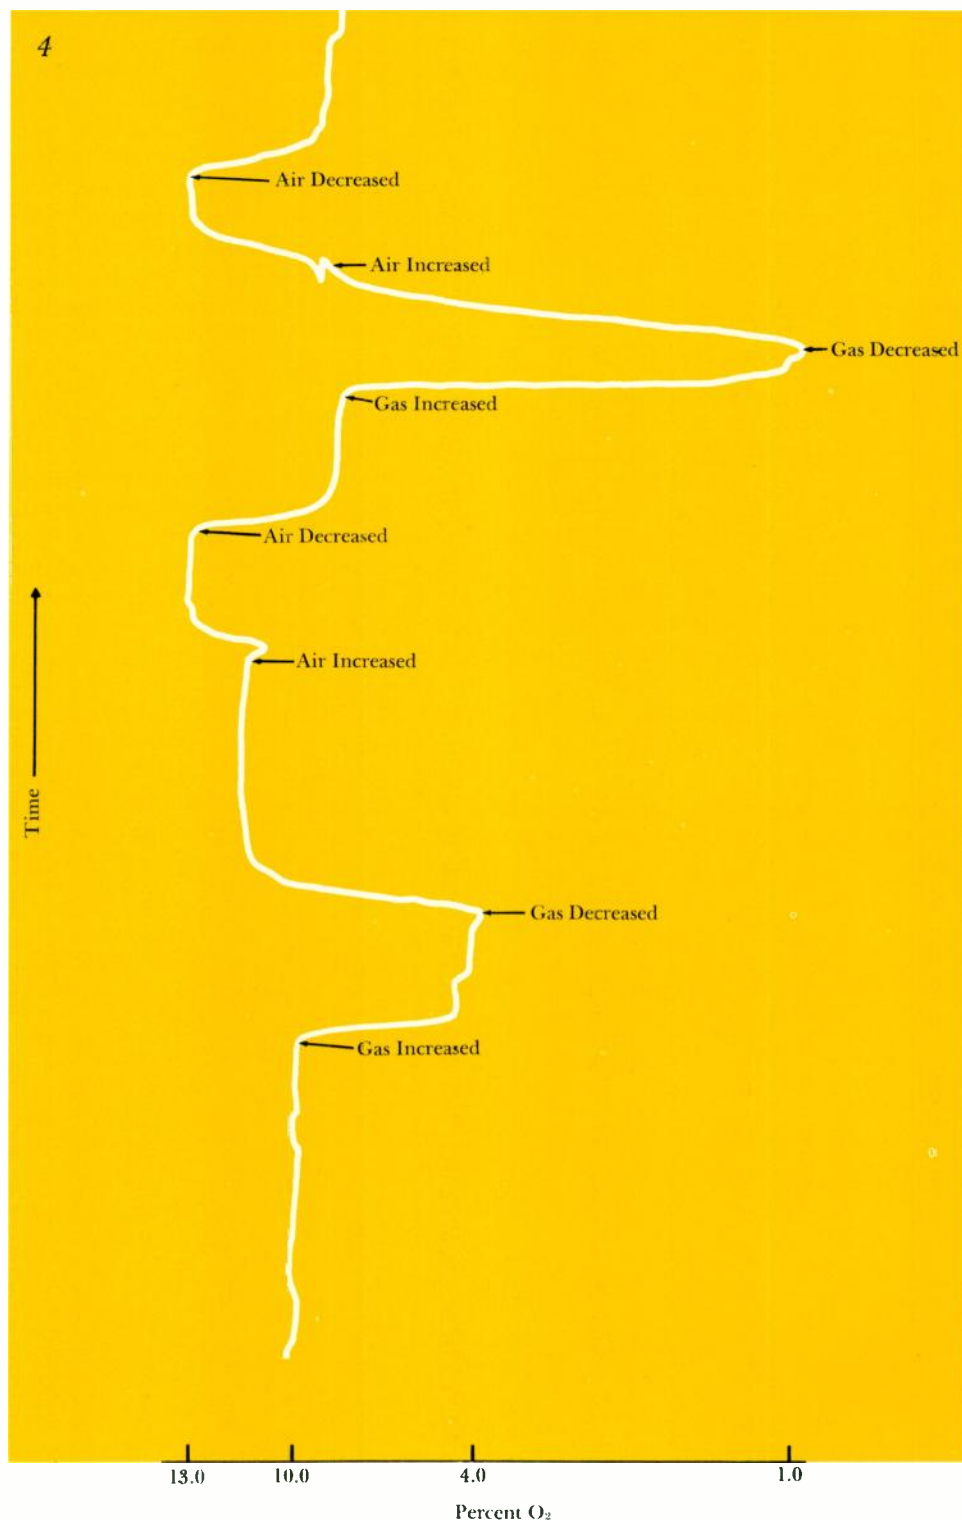 4
Air Decreased
Air Increased
Gas Decreased
Gas Increased
Air Decreased
Air Increased
Time
Gas Decreased
Gas Increased
13.0 10.0 4.0 1.0
Percent O₂